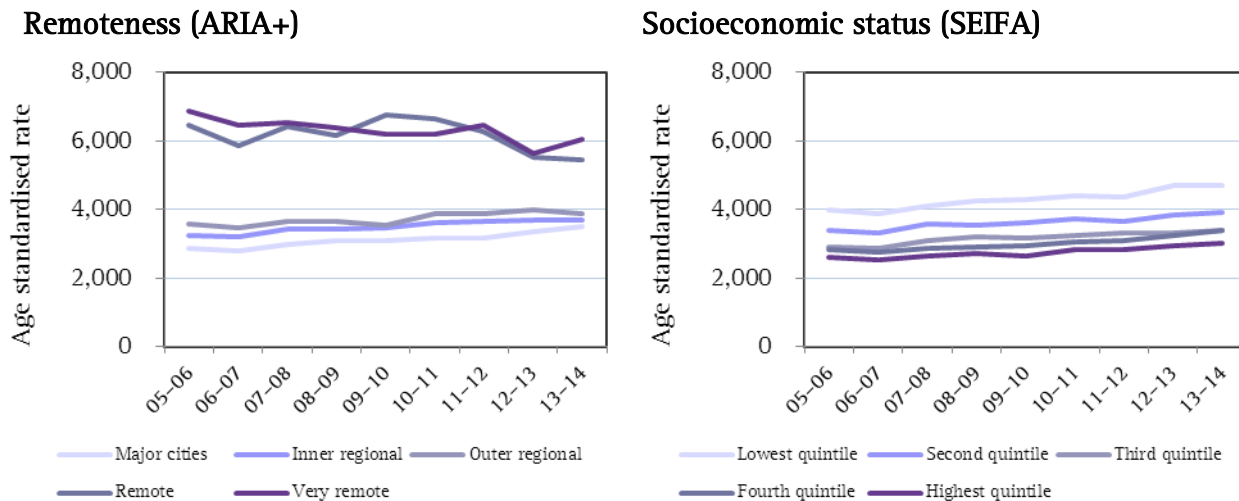 Remoteness (ARIA+)
Age standardised rate
8,000
6,000
4,000
2,000
0
05–06 06–07 07–08 08–09 09–10 10–11 11–12 12–13 13–14
Major cities Inner regional Outer regional
Remote Very remote
Socioeconomic status (SEIFA)
Age standardised rate
8,000
6,000
4,000
2,000
0
05–06 06–07 07–08 08–09 09–10 10–11 11–12 12–13 13–14
Lowest quintile Second quintile Third quintile
Fourth quintile Highest quintile